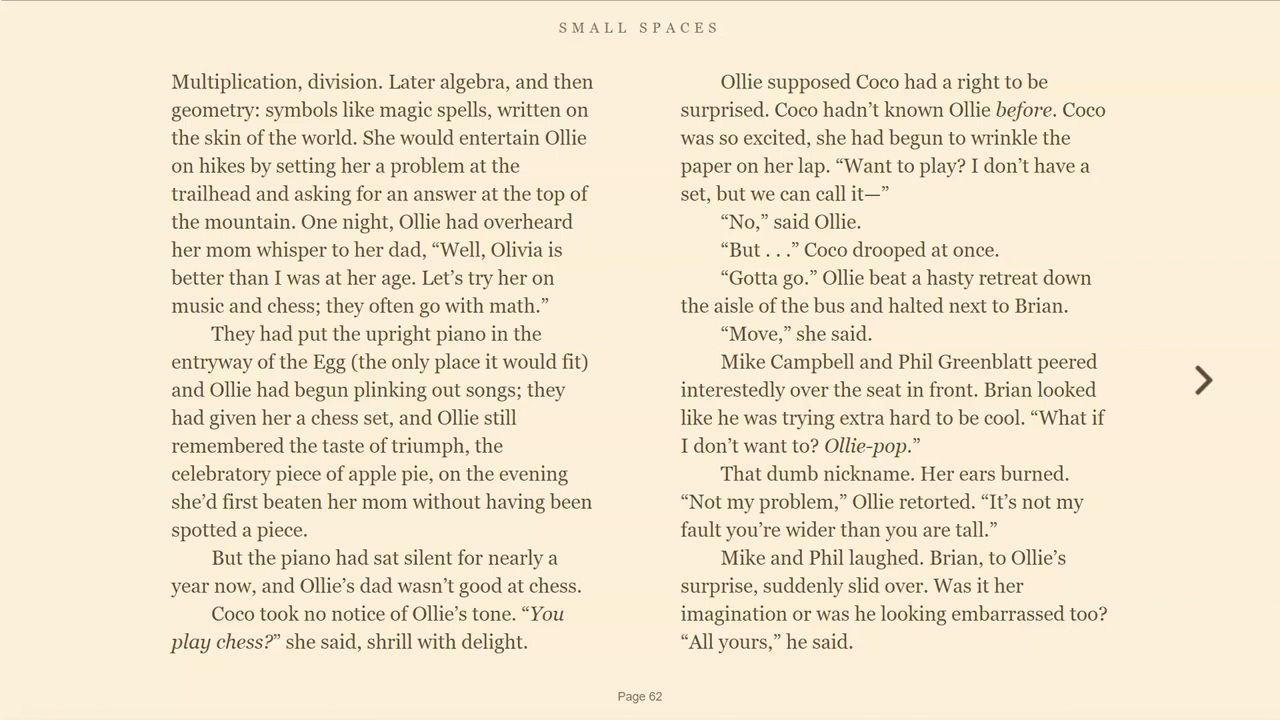 SMALL SPACES
Multiplication, division. Later algebra, and then
geometry: symbols like magic spells, written on
the skin of the world. She would entertain Ollie
on hikes by setting her a problem at the
trailhead and asking for an answer at the top of
the mountain. One night, Ollie had overheard
her mom whisper to her dad, “Well, Olivia is
better than I was at her age. Let’s try her on
music and chess; they often go with math.”
They had put the upright piano in the
entryway of the Egg (the only place it would fit)
and Ollie had begun plinking out songs; they
had given her a chess set, and Ollie still
remembered the taste of triumph, the
celebratory piece of apple pie, on the evening
she’d first beaten her mom without having been
spotted a piece.
But the piano had sat silent for nearly a
year now, and Ollie’s dad wasn’t good at chess.
Coco took no notice of Ollie’s tone. “You
play chess?” she said, shrill with delight.
Ollie supposed Coco had a right to be
surprised. Coco hadn’t known Ollie before. Coco
was so excited, she had begun to wrinkle the
paper on her lap. “Want to play? I don’t have a
set, but we can call it—”
“No,” said Ollie.
“But . . .” Coco drooped at once.
“Gotta go.” Ollie beat a hasty retreat down
the aisle of the bus and halted next to Brian.
“Move,” she said.
Mike Campbell and Phil Greenblatt peered
interestedly over the seat in front. Brian looked
like he was trying extra hard to be cool. “What if
I don’t want to? Ollie-pop.”
That dumb nickname. Her ears burned.
“Not my problem,” Ollie retorted. “It’s not my
fault you’re wider than you are tall.”
Mike and Phil laughed. Brian, to Ollie’s
surprise, suddenly slid over. Was it her
imagination or was he looking embarrassed too?
“All yours,” he said.
Page 62